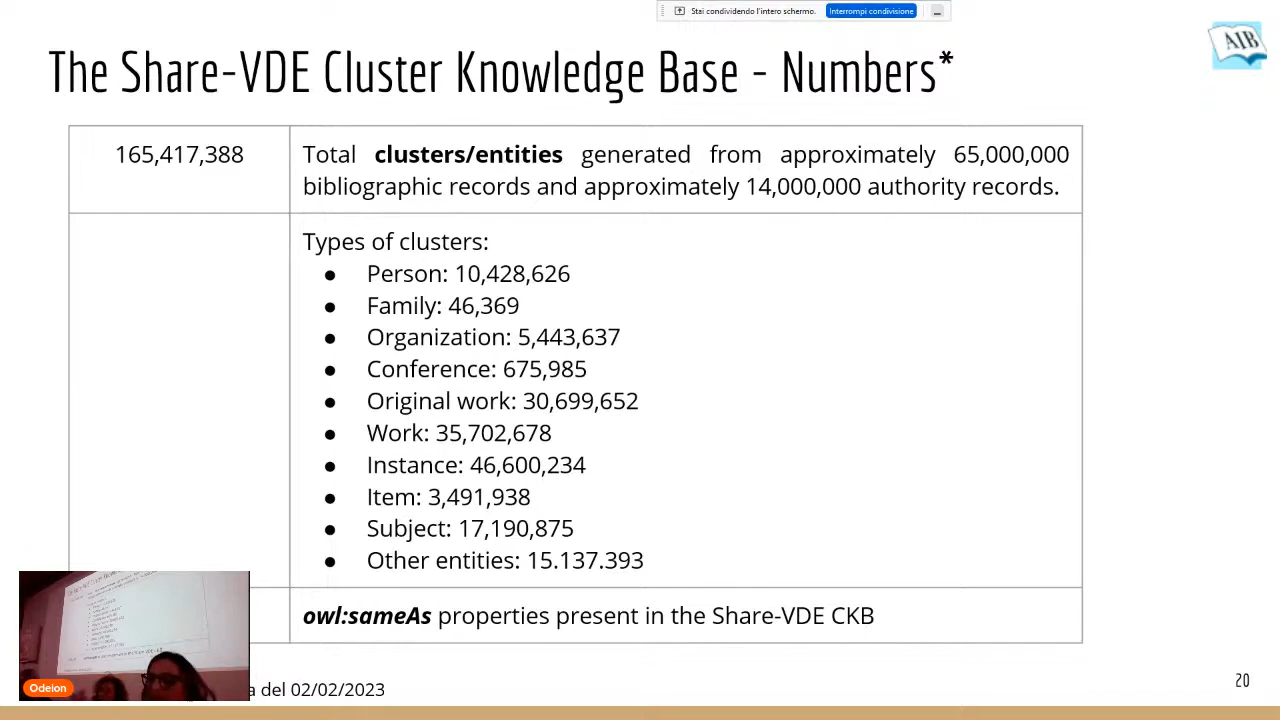 Stai condividendo l'intero schermo. Interrompi condivisione
AIB
The Share-VDE Cluster Knowledge Base - Numbers*
165,417,388
Total clusters/entities generated from approximately 65,000,000
bibliographic records and approximately 14,000,000 authority records.
Types of clusters:
● Person: 10,428,626
● Family: 46,369
● Organization: 5,443,637
● Conference: 675,985
● Original work: 30,699,652
● Work: 35,702,678
● Instance: 46,600,234
● Item: 3,491,938
● Subject: 17,190,875
● Other entities: 15.137.393
owl:sameAs properties present in the Share-VDE CKB
Odeion
del 02/02/2023
20